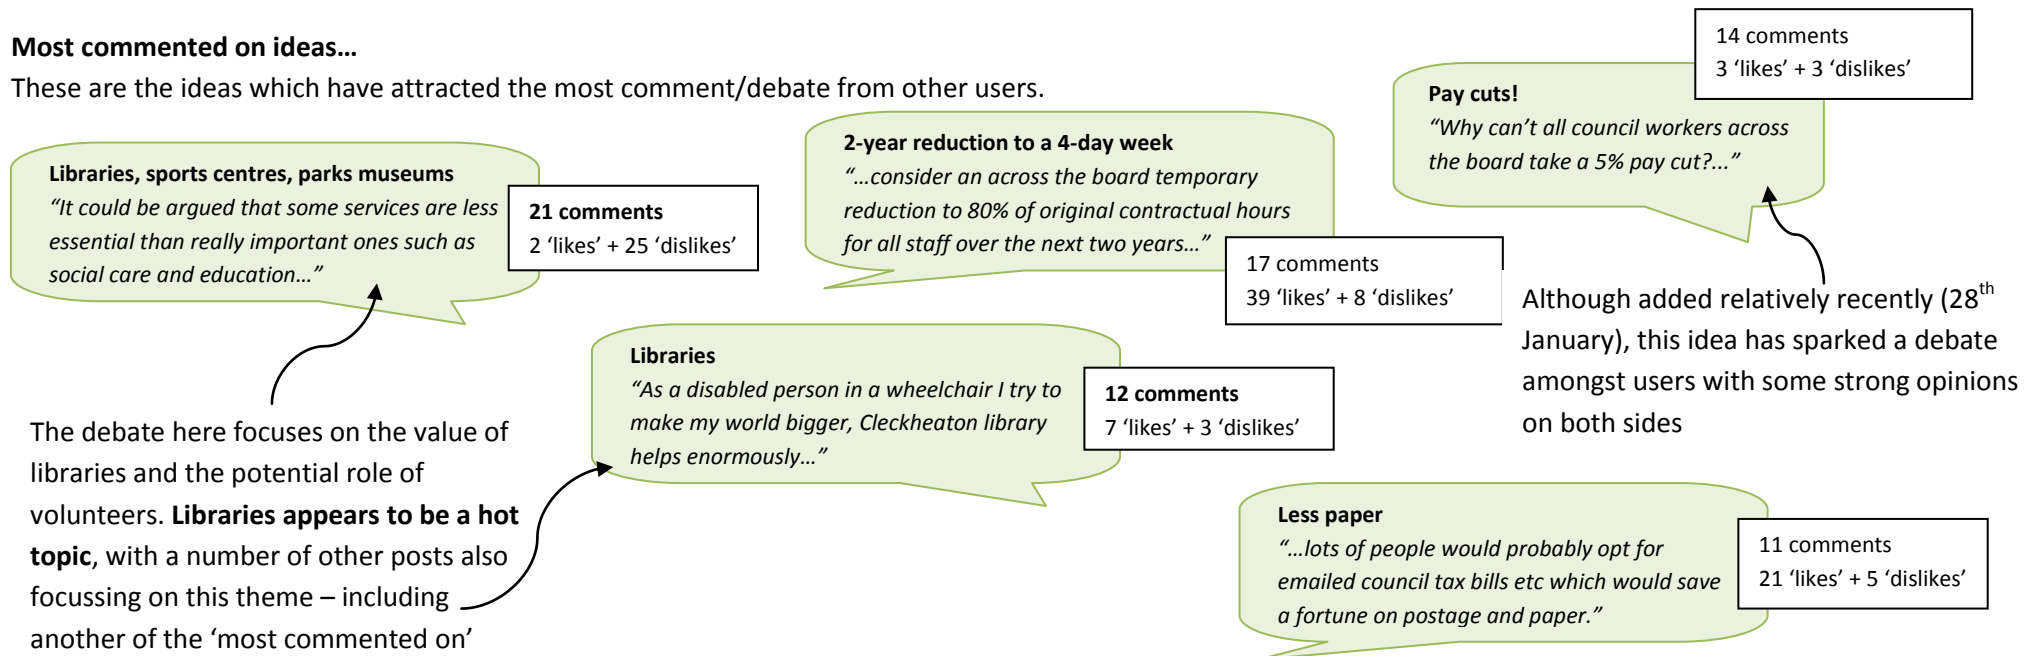 Most commented on ideas…
These are the ideas which have attracted the most comment/debate from other users.
Libraries, sports centres, parks museums
“It could be argued that some services are less
essential than really important ones such as
social care and education…”
21 comments
2 ‘likes’ + 25 ‘dislikes’
2-year reduction to a 4-day week
“…consider an across the board temporary
reduction to 80% of original contractual hours
for all staff over the next two years…”
17 comments
39 ‘likes’ + 8 ‘dislikes’
Pay cuts!
“Why can’t all council workers across
the board take a 5% pay cut?...”
14 comments
3 ‘likes’ + 3 ‘dislikes’
Although added relatively recently (28th
January), this idea has sparked a debate
amongst users with some strong opinions
on both sides
Libraries
“As a disabled person in a wheelchair I try to
make my world bigger, Cleckheaton library
helps enormously…”
12 comments
7 ‘likes’ + 3 ‘dislikes’
The debate here focuses on the value of
libraries and the potential role of
volunteers. Libraries appears to be a hot
topic, with a number of other posts also
focussing on this theme – including
another of the ‘most commented on’
Less paper
“…lots of people would probably opt for
emailed council tax bills etc which would save
a fortune on postage and paper.”
11 comments
21 ‘likes’ + 5 ‘dislikes’